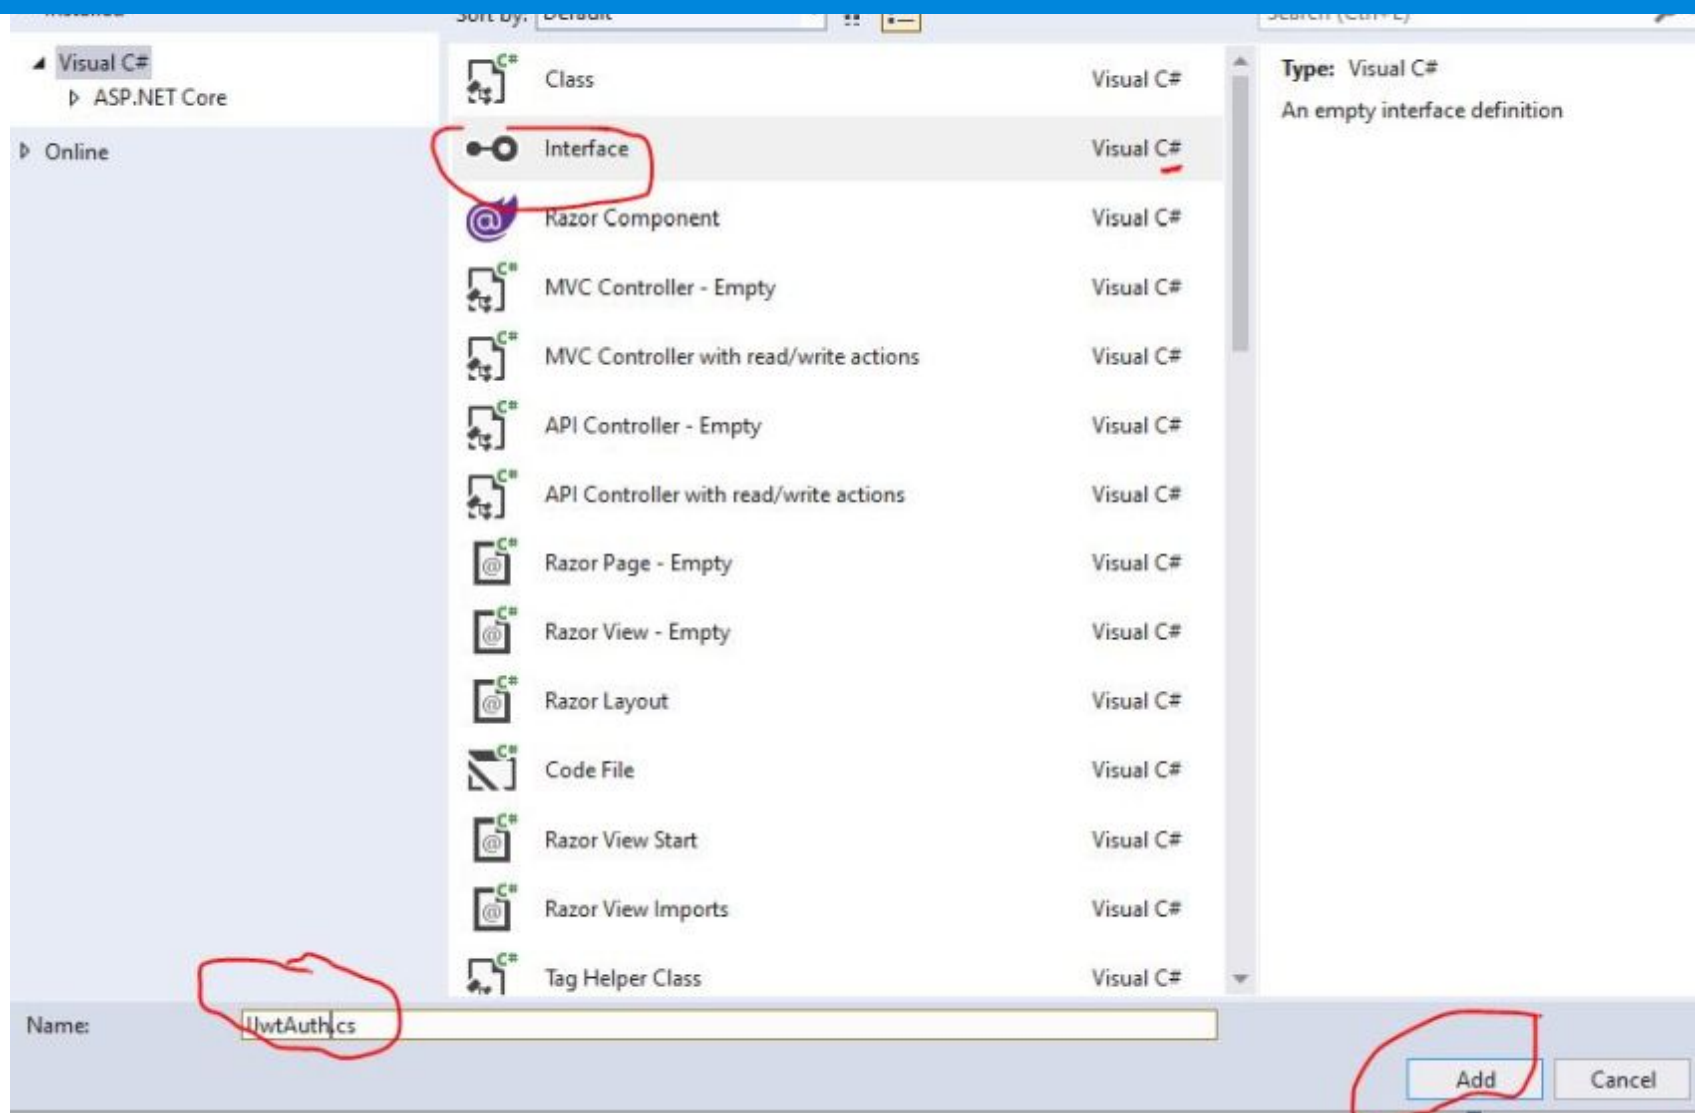 Sort by: Default
Search (Ctrl+E)
Visual C#
ASP.NET Core
Online
Class Visual C#
Interface Visual C#
Razor Component Visual C#
MVC Controller - Empty Visual C#
MVC Controller with read/write actions Visual C#
API Controller - Empty Visual C#
API Controller with read/write actions Visual C#
Razor Page - Empty Visual C#
Razor View - Empty Visual C#
Razor Layout Visual C#
Code File Visual C#
Razor View Start Visual C#
Razor View Imports Visual C#
Tag Helper Class Visual C#
Type: Visual C#
An empty interface definition
Name: IJwtAuth.cs
Add Cancel